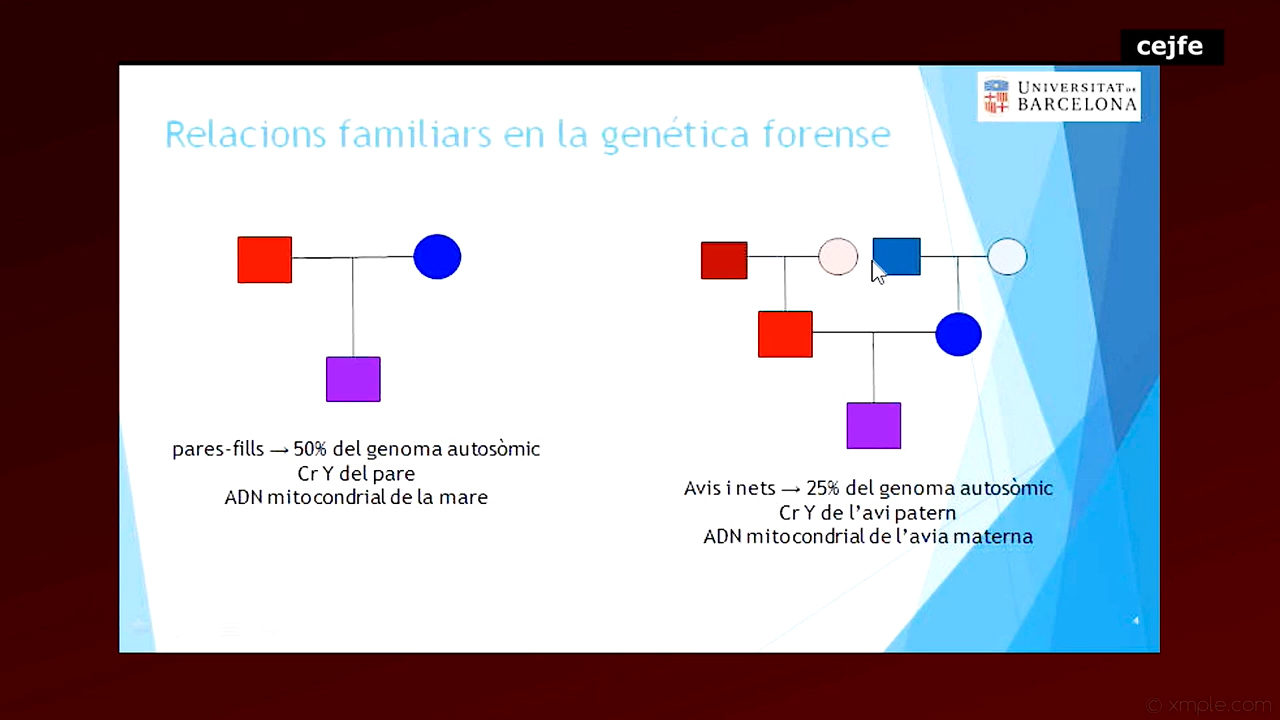 cejfe
UNIVERSITAT DE
BARCELONA
Relacions familiars en la genética forense
pares-fills → 50% del genoma autosòmic
Cr Y del pare
ADN mitocondrial de la mare
Avis i nets → 25% del genoma autosòmic
Cr Y de l'avi patern
ADN mitocondrial de l'avia materna
4
© xmple.com